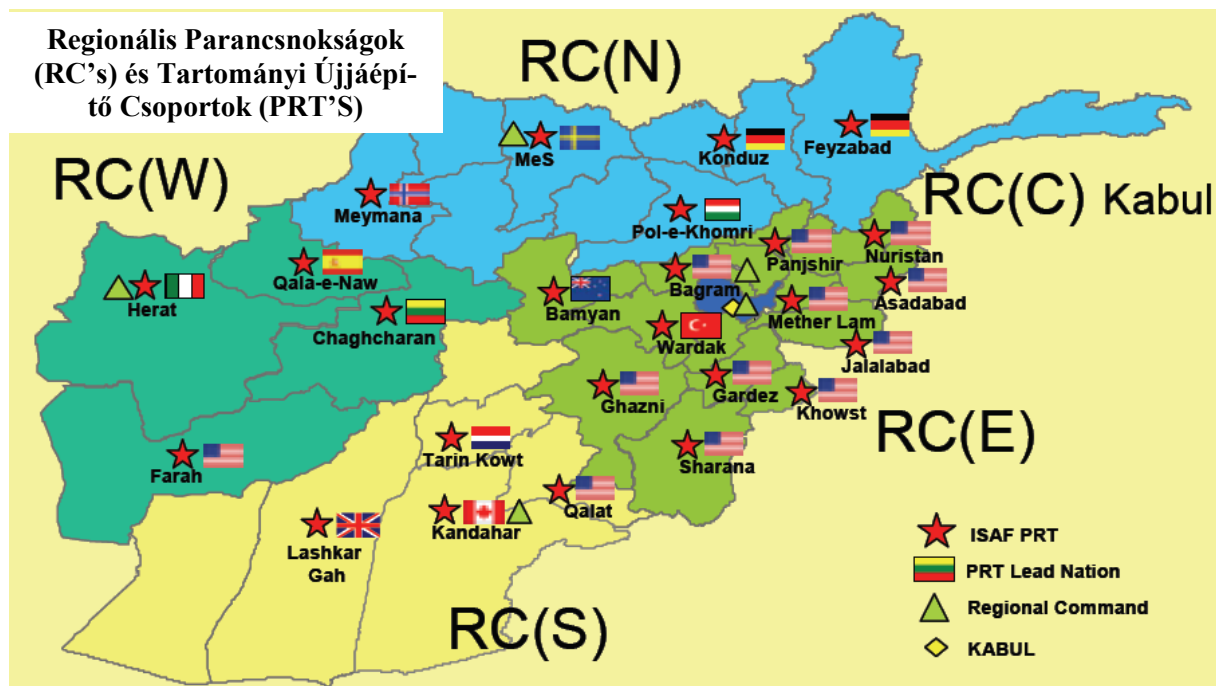 Regionális Parancsnokságok
(RC's) és Tartományi Újjáépí-
tő Csoportok (PRT'S)
RC(N)
RC(W)
RC(C) Kabul
MeS
Konduz
Feyzabad
Meymana
Pol-e-Khomri
Panjshir
Nuristan
Qala-e-Naw
Herat
Bagram
Asadabad
Bamyan
Mether Lam
Chaghcharan
Wardak
Jalalabad
Ghazni
Gardez
Khowst
RC(E)
Farah
Tarin Kowt
Sharana
Qalat
Kandahar
Lashkar
Gah
RC(S)
ISAF PRT
PRT Lead Nation
Regional Command
KABUL